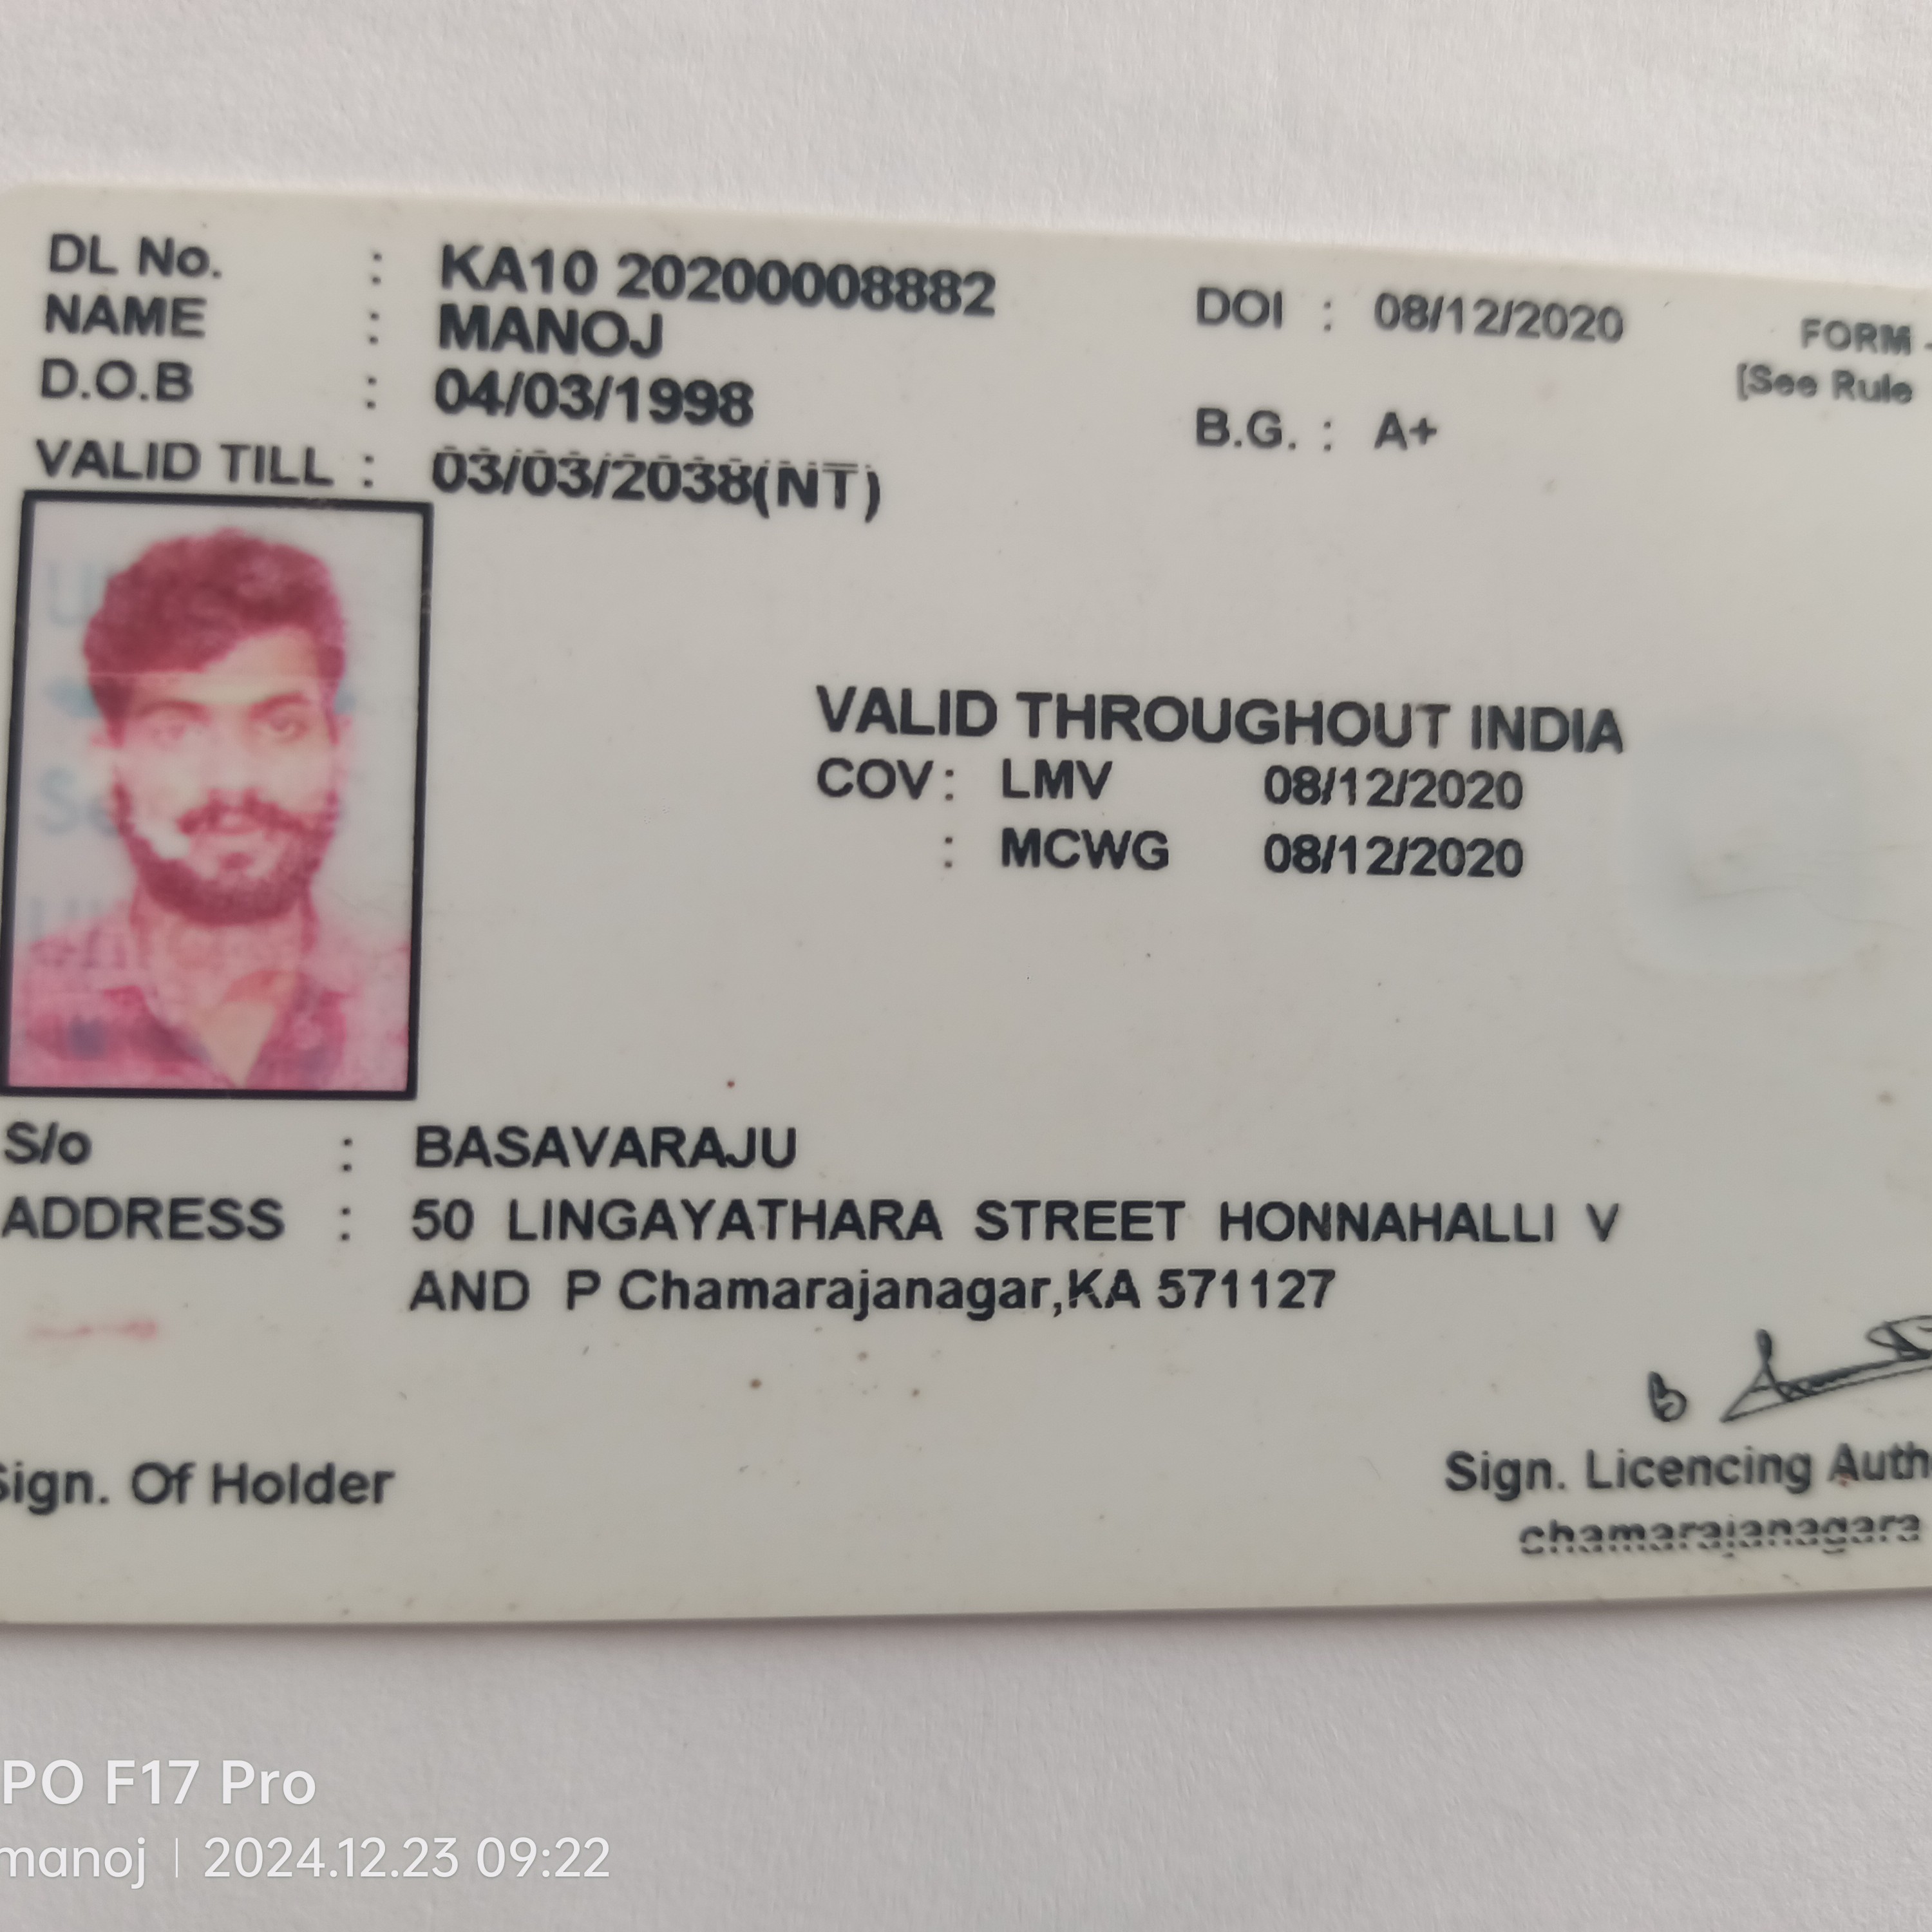 DL No. : KA10 20200008882
NAME : MANOJ
D.O.B : 04/03/1998
VALID TILL : 03/03/2038(NT)
DOI : 08/12/2020
B.G. : A+
FORM -
[See Rule
VALID THROUGHOUT INDIA
COV : LMV 08/12/2020
: MCWG 08/12/2020
S/o : BASAVARAJU
ADDRESS : 50 LINGAYATHARA STREET HONNAHALLI V
AND P Chamarajanagar,KA 571127
Sign. Of Holder
Sign. Licencing Auth
chamarajanagara
PO F17 Pro
manoj | 2024.12.23 09:22